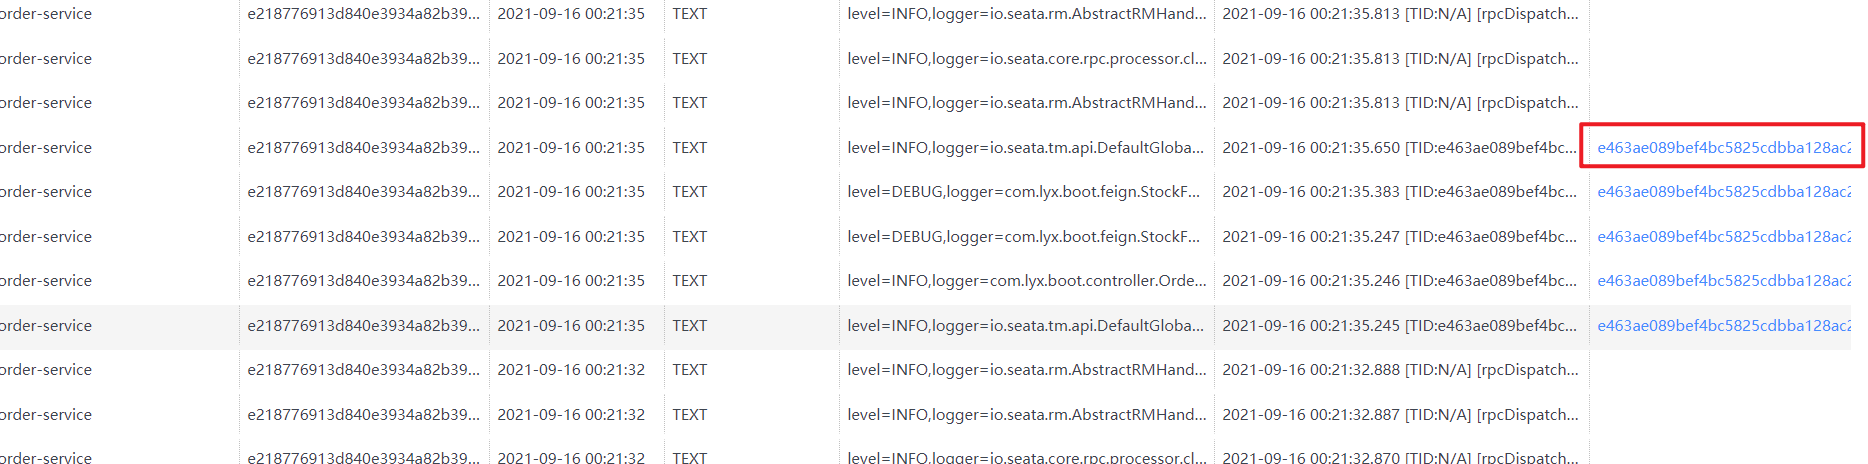 order-service e218776913d840e3934a82b39... 2021-09-16 00:21:35 TEXT level=INFO,logger=io.seata.rm.AbstractRMHand... 2021-09-16 00:21:35.813 [TID:N/A] [rpcDispatch...
order-service e218776913d840e3934a82b39... 2021-09-16 00:21:35 TEXT level=INFO,logger=io.seata.core.rpc.processor.cl... 2021-09-16 00:21:35.813 [TID:N/A] [rpcDispatch...
order-service e218776913d840e3934a82b39... 2021-09-16 00:21:35 TEXT level=INFO,logger=io.seata.rm.AbstractRMHand... 2021-09-16 00:21:35.813 [TID:N/A] [rpcDispatch...
order-service e218776913d840e3934a82b39... 2021-09-16 00:21:35 TEXT level=INFO,logger=io.seata.tm.api.DefaultGloba... 2021-09-16 00:21:35.650 [TID:e463ae089bef4bc... e463ae089bef4bc5825cdbba128ac2
order-service e218776913d840e3934a82b39... 2021-09-16 00:21:35 TEXT level=DEBUG,logger=com.lyx.boot.feign.StockF... 2021-09-16 00:21:35.383 [TID:e463ae089bef4bc... e463ae089bef4bc5825cdbba128ac2
order-service e218776913d840e3934a82b39... 2021-09-16 00:21:35 TEXT level=DEBUG,logger=com.lyx.boot.feign.StockF... 2021-09-16 00:21:35.247 [TID:e463ae089bef4bc... e463ae089bef4bc5825cdbba128ac2
order-service e218776913d840e3934a82b39... 2021-09-16 00:21:35 TEXT level=INFO,logger=com.lyx.boot.controller.Orde... 2021-09-16 00:21:35.246 [TID:e463ae089bef4bc... e463ae089bef4bc5825cdbba128ac2
order-service e218776913d840e3934a82b39... 2021-09-16 00:21:35 TEXT level=INFO,logger=io.seata.tm.api.DefaultGloba... 2021-09-16 00:21:35.245 [TID:e463ae089bef4bc... e463ae089bef4bc5825cdbba128ac2
order-service e218776913d840e3934a82b39... 2021-09-16 00:21:32 TEXT level=INFO,logger=io.seata.rm.AbstractRMHand... 2021-09-16 00:21:32.888 [TID:N/A] [rpcDispatch...
order-service e218776913d840e3934a82b39... 2021-09-16 00:21:32 TEXT level=INFO,logger=io.seata.rm.AbstractRMHand... 2021-09-16 00:21:32.887 [TID:N/A] [rpcDispatch...
order-service e218776913d840e3934a82b39... 2021-09-16 00:21:32 TEXT level=INFO,logger=io.seata.core.rpc.processor.cl... 2021-09-16 00:21:32.870 [TID:N/A] [rpcDispatch...